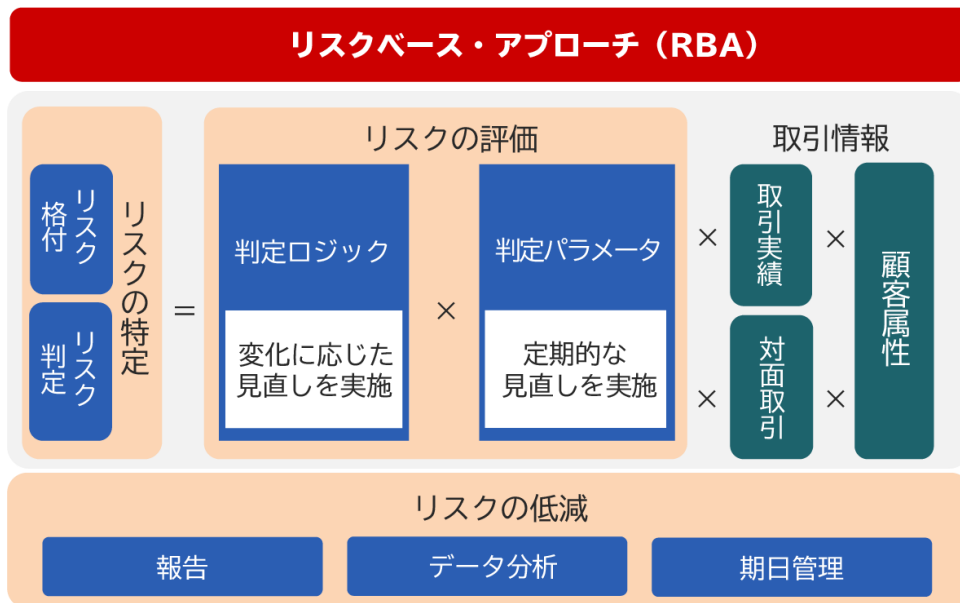 リスクベース・アプローチ（RBA）
リスク
格付
リスク
判定
リスクの特定
＝
リスクの評価
判定ロジック
変化に応じた
見直しを実施
×
判定パラメータ
定期的な
見直しを実施
取引情報
×
取引実績
×
×
対面取引
×
顧客属性
リスクの低減
報告
データ分析
期日管理